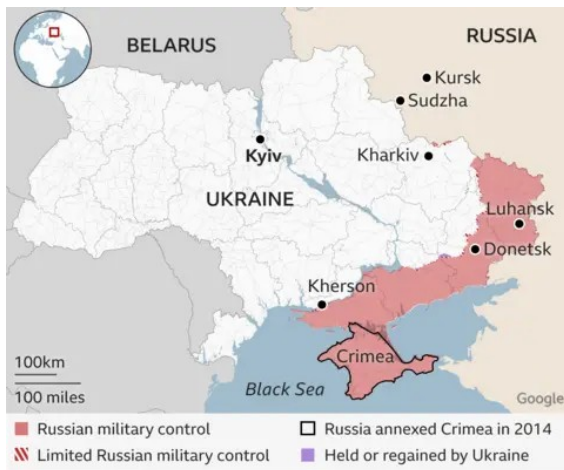 BELARUS
RUSSIA
Kursk
Sudzha
Kyiv
Kharkiv
UKRAINE
Luhansk
Donetsk
Kherson
Crimea
100km
100 miles
Black Sea
Google
Russian military control
Russia annexed Crimea in 2014
Limited Russian military control
Held or regained by Ukraine